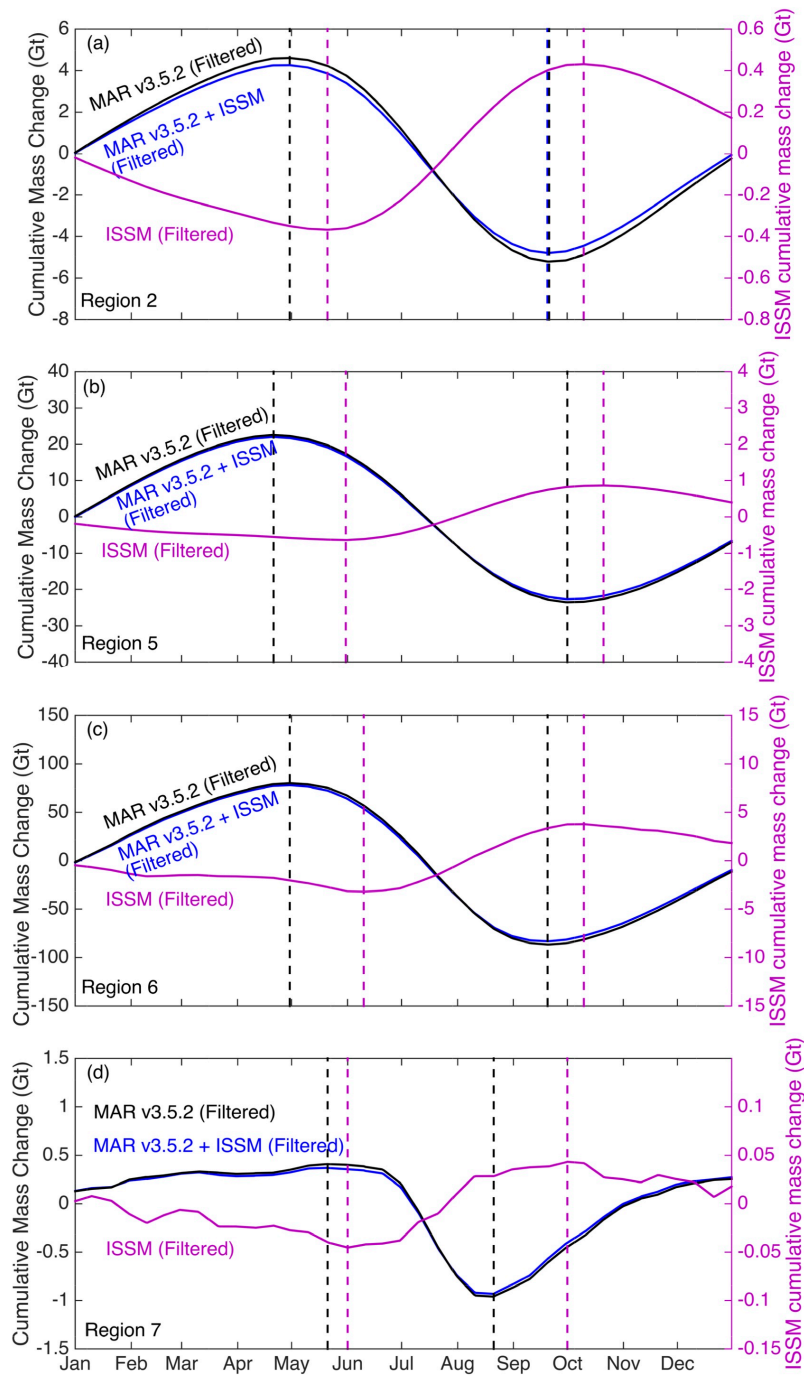 (a)
MAR v3.5.2 (Filtered)
MAR v3.5.2 + ISSM
(Filtered)
ISSM (Filtered)
Region 2
Cumulative Mass Change (Gt)
6
4
2
0
-2
-4
-6
-8
ISSM cumulative mass change (Gt)
0.6
0.4
0.2
0
-0.2
-0.4
-0.6
-0.8
(b)
MAR v3.5.2 (Filtered)
MAR v3.5.2 + ISSM
(Filtered)
ISSM (Filtered)
Region 5
Cumulative Mass Change (Gt)
40
30
20
10
0
-10
-20
-30
-40
ISSM cumulative mass change (Gt)
4
3
2
1
0
-1
-2
-3
-4
(c)
MAR v3.5.2 (Filtered)
MAR v3.5.2 + ISSM
(Filtered)
ISSM (Filtered)
Region 6
Cumulative Mass Change (Gt)
150
100
50
0
-50
-100
-150
ISSM cumulative mass change (Gt)
15
10
5
0
-5
-10
-15
(d)
MAR v3.5.2 (Filtered)
MAR v3.5.2 + ISSM (Filtered)
ISSM (Filtered)
Region 7
Cumulative Mass Change (Gt)
1.5
1
0.5
0
-0.5
-1
-1.5
ISSM cumulative mass change (Gt)
0.1
0.05
0
-0.05
-0.1
-0.15
Jan Feb Mar Apr May Jun Jul Aug Sep Oct Nov Dec